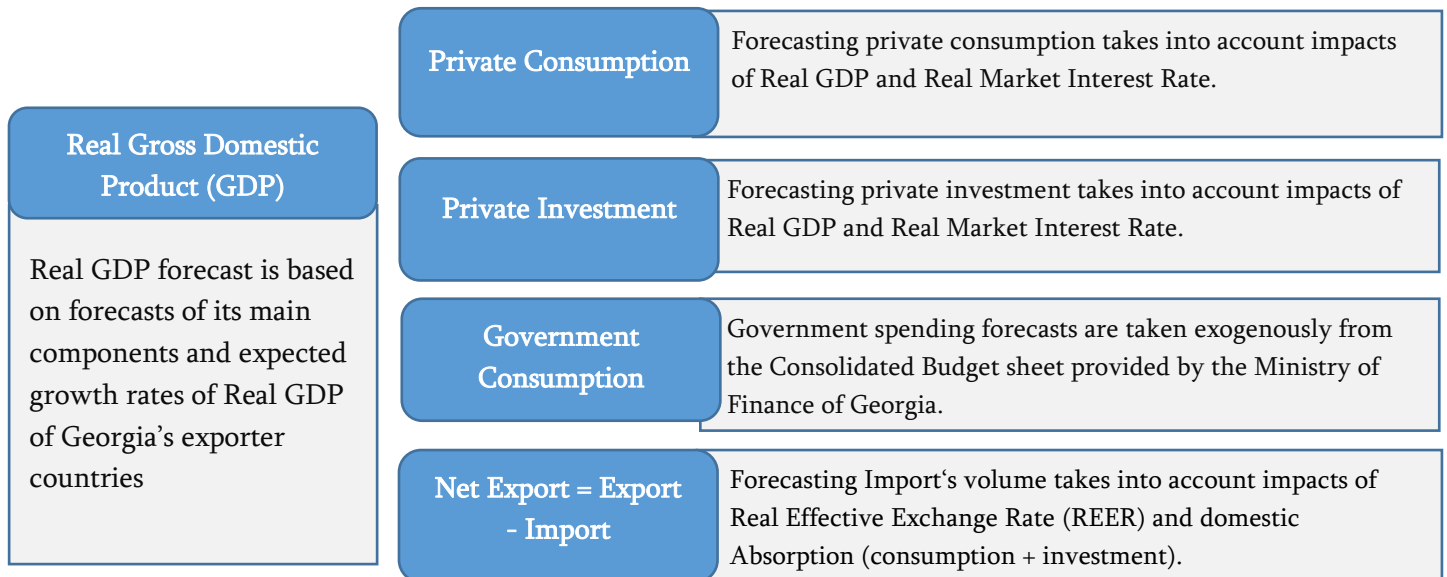 Real Gross Domestic
Product (GDP)
Real GDP forecast is based
on forecasts of its main
components and expected
growth rates of Real GDP
of Georgia’s exporter
countries
Private Consumption
Forecasting private consumption takes into account impacts
of Real GDP and Real Market Interest Rate.
Private Investment
Forecasting private investment takes into account impacts of
Real GDP and Real Market Interest Rate.
Government
Consumption
Government spending forecasts are taken exogenously from
the Consolidated Budget sheet provided by the Ministry of
Finance of Georgia.
Net Export = Export
- Import
Forecasting Import‘s volume takes into account impacts of
Real Effective Exchange Rate (REER) and domestic
Absorption (consumption + investment).